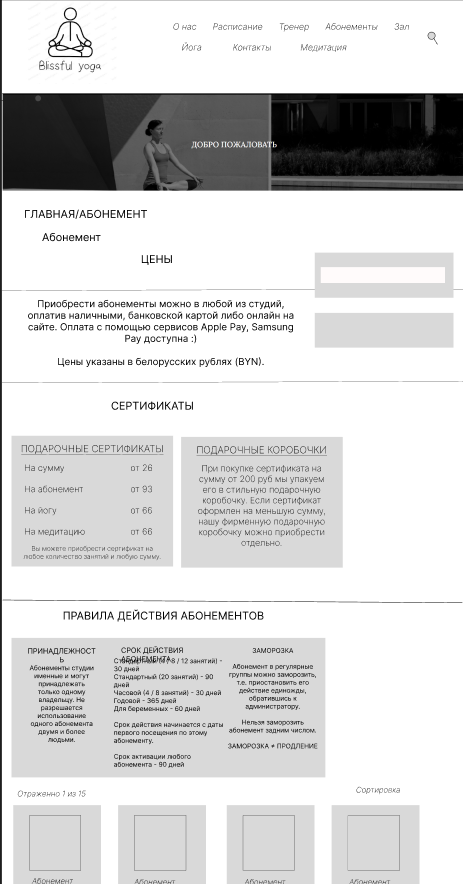 О нас Расписание Тренер Абонементы Зал
Йога Контакты Медитация
Blissful yoga
ДОБРО ПОЖАЛОВАТЬ
ГЛАВНАЯ/АБОНЕМЕНТ
Абонемент
ЦЕНЫ
Приобрести абонементы можно в любой из студий,
оплатив наличными, банковской картой либо онлайн на
сайте. Оплата с помощью сервисов Apple Pay, Samsung
Pay доступна :)
Цены указаны в белорусских рублях (BYN).
СЕРТИФИКАТЫ
ПОДАРОЧНЫЕ СЕРТИФИКАТЫ
На сумму от 26
На абонемент от 93
На йогу от 66
На медитацию от 66
Вы можете приобрести сертификат на
любое количество занятий и любую сумму.
ПОДАРОЧНЫЕ КОРОБОЧКИ
При покупке сертификата на
сумму от 200 руб мы упакуем
его в стильную подарочную
коробочку. Если сертификат
оформлен на меньшую сумму,
нашу фирменную подарочную
коробочку можно приобрести
отдельно.
ПРАВИЛА ДЕЙСТВИЯ АБОНЕМЕНТОВ
ПРИНАДЛЕЖНОСТ
Ь
Абонементы студии
именные и могут
принадлежать
только одному
владельцу. Не
разрешается
использование
одного абонемента
двумя и более
людьми.
СРОК ДЕЙСТВИЯ
АБОНЕМЕНТА
8 / 12 занятий) -
30 дней
Стандартный (20 занятий) - 90
дней
Часовой (4 / 8 занятий) - 30 дней
Годовой - 365 дней
Для беременных - 60 дней
Срок действия начинается с даты
первого посещения по этому
абонементу.
Срок активации любого
абонемента - 90 дней
ЗАМОРОЗКА
Абонемент в регулярные
группы можно заморозить,
т.е. приостановить его
действие единожды,
обратившись к
администратору.
Нельзя заморозить
абонемент задним числом.
ЗАМОРОЗКА ≠ ПРОДЛЕНИЕ
Отраженно 1 из 15
Сортировка
Абонемент Абонемент Абонемент Абонемент